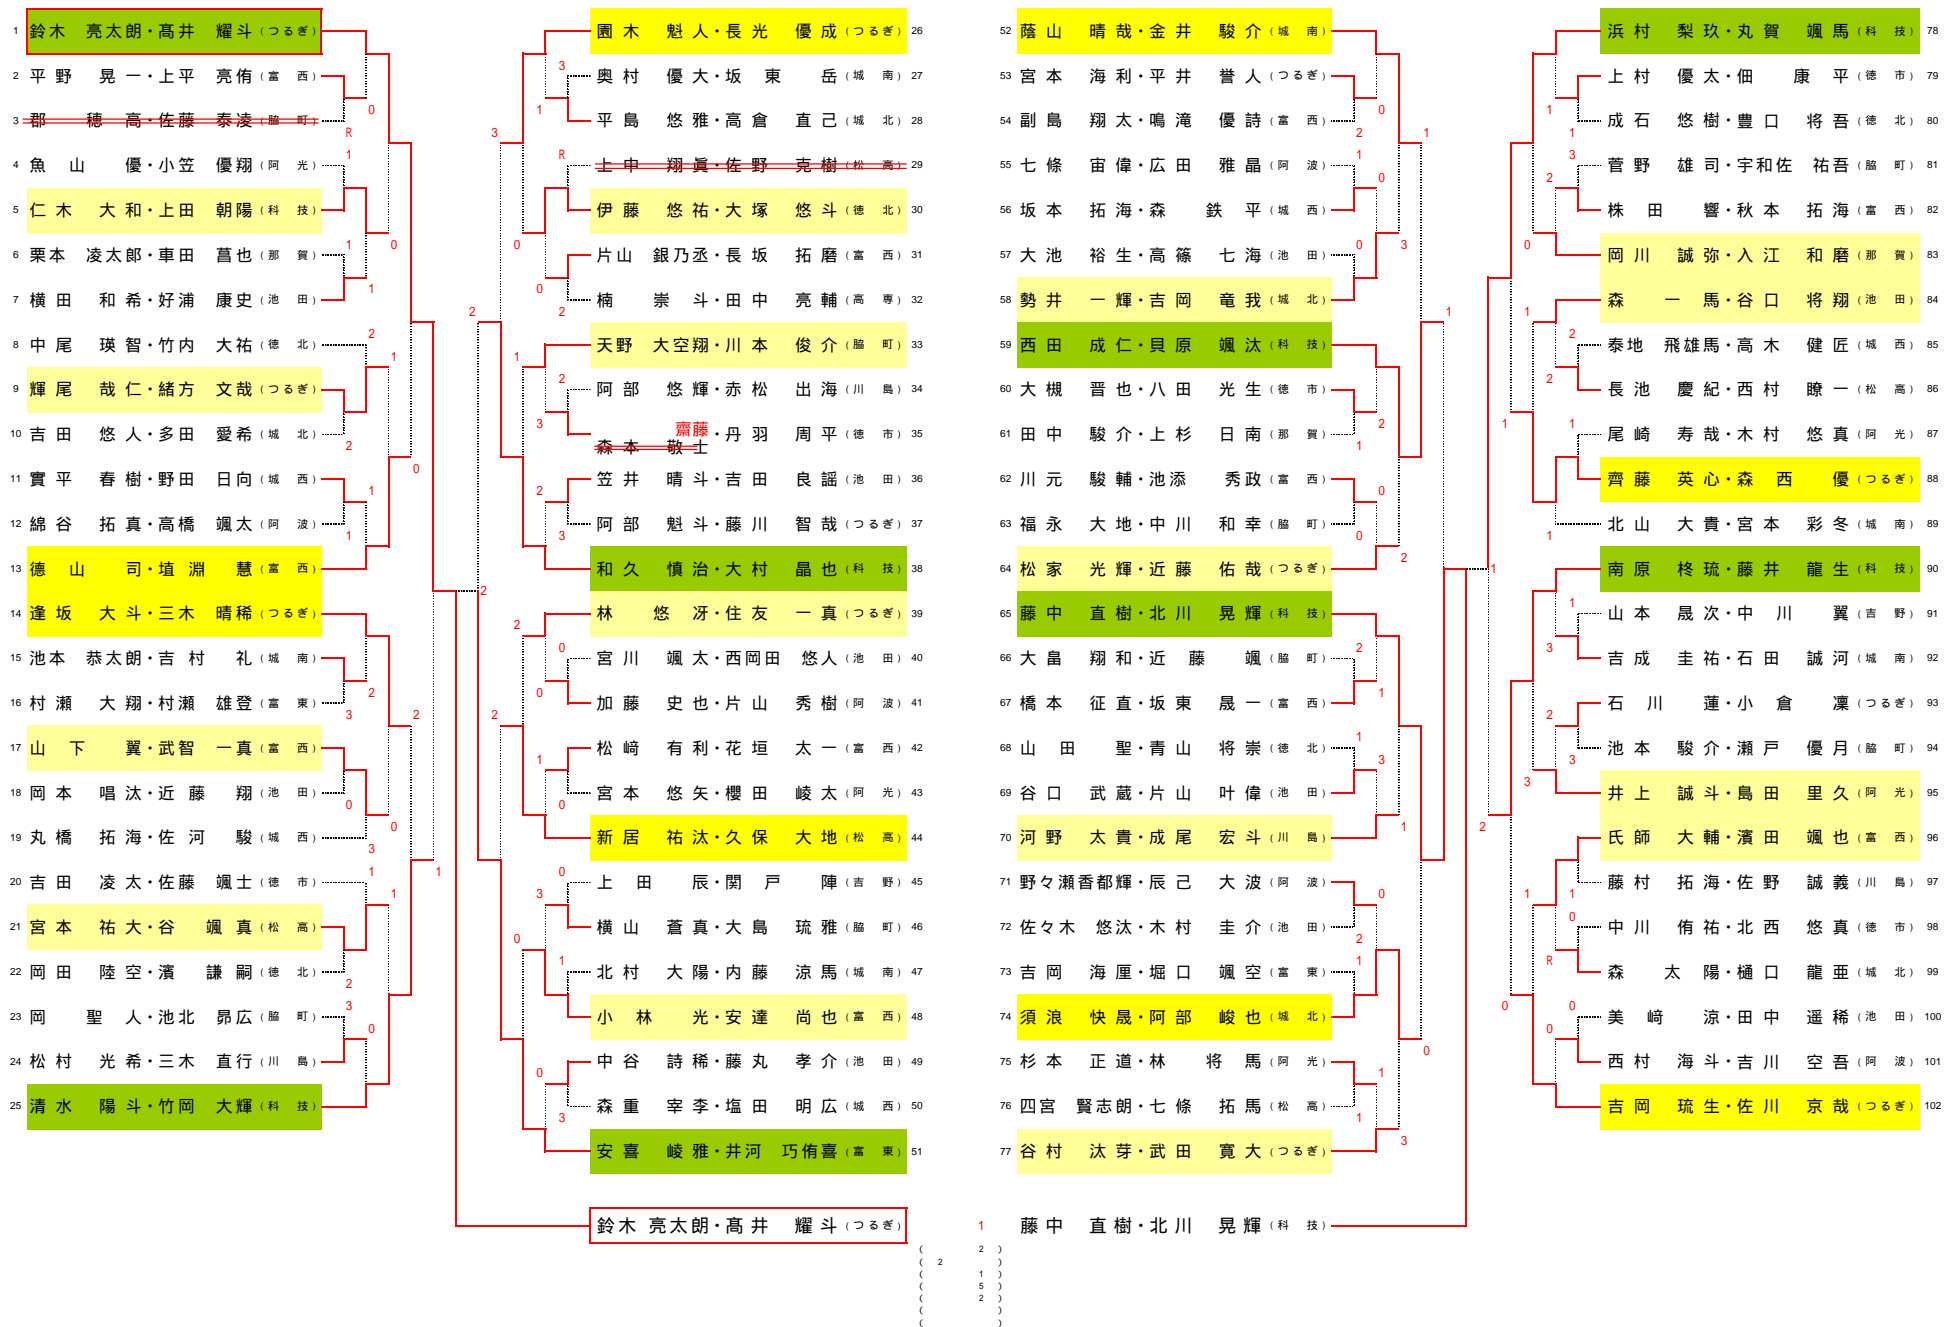 1 鈴木 亮太朗・髙井 耀斗 (つるぎ)
2 平野 晃一・上平 亮侑 (富西)
3 郡 穂高・佐藤 泰凌 (脇町)
4 魚山 優・小笠 優翔 (阿光)
5 仁木 大和・上田 朝陽 (科技)
6 栗本 凌太郎・車田 菖也 (那賀)
7 横田 和希・好浦 康史 (池田)
8 中尾 瑛智・竹内 大祐 (徳北)
9 輝尾 哉仁・緒方 文哉 (つるぎ)
10 吉田 悠人・多田 愛希 (城北)
11 實平 春樹・野田 日向 (城西)
12 綿谷 拓真・高橋 颯太 (阿波)
13 德山 司・埴淵 慧 (富西)
14 逢坂 大斗・三木 晴稀 (つるぎ)
15 池本 恭太朗・吉村 礼 (城南)
16 村瀬 大翔・村瀬 雄登 (富東)
17 山下 翼・武智 一真 (富西)
18 岡本 唱汰・近藤 翔 (池田)
19 丸橋 拓海・佐河 駿 (城西)
20 吉田 凌太・佐藤 颯士 (徳市)
21 宮本 祐大・谷 颯真 (松高)
22 岡田 陸空・濱 謙嗣 (徳北)
23 岡 聖人・池北 昴広 (脇町)
24 松村 光希・三木 直行 (川島)
25 清水 陽斗・竹岡 大輝 (科技)
園木 魁人・長光 優成 (つるぎ) 26
奥村 優大・坂東 岳 (城南) 27
平島 悠雅・高倉 直己 (城北) 28
上中 翔眞・佐野 克樹 (松高) 29
伊藤 悠祐・大塚 悠斗 (徳北) 30
片山 銀乃丞・長坂 拓磨 (富西) 31
楠 崇斗・田中 亮輔 (高専) 32
天野 大空翔・川本 俊介 (脇町) 33
阿部 悠輝・赤松 出海 (川島) 34
齋藤
森本 敬士・丹羽 周平 (徳市) 35
笠井 晴斗・吉田 良謡 (池田) 36
阿部 魁斗・藤川 智哉 (つるぎ) 37
和久 慎治・大村 晶也 (科技) 38
林 悠冴・住友 一真 (つるぎ) 39
宮川 颯太・西岡田 悠人 (池田) 40
加藤 史也・片山 秀樹 (阿波) 41
松﨑 有利・花垣 太一 (富西) 42
宮本 悠矢・櫻田 崚太 (阿光) 43
新居 祐汰・久保 大地 (松高) 44
上田 辰・関戸 陣 (吉野) 45
横山 蒼真・大島 琉雅 (脇町) 46
北村 大陽・内藤 涼馬 (城南) 47
小林 光・安達 尚也 (富西) 48
中谷 詩稀・藤丸 孝介 (池田) 49
森重 宰李・塩田 明広 (城西) 50
安喜 崚雅・井河 巧侑喜 (富東) 51
52 蔭山 晴哉・金井 駿介 (城南)
53 宮本 海利・平井 誉人 (つるぎ)
54 副島 翔太・鳴滝 優詩 (富西)
55 七條 宙偉・広田 雅晶 (阿波)
56 坂本 拓海・森 鉄平 (城西)
57 大池 裕生・高篠 七海 (池田)
58 勢井 一輝・吉岡 竜我 (城北)
59 西田 成仁・貝原 颯汰 (科技)
60 大槻 晋也・八田 光生 (徳市)
61 田中 駿介・上杉 日南 (那賀)
62 川元 駿輔・池添 秀政 (富西)
63 福永 大地・中川 和幸 (脇町)
64 松家 光輝・近藤 佑哉 (つるぎ)
65 藤中 直樹・北川 晃輝 (科技)
66 大畠 翔和・近藤 颯 (脇町)
67 橋本 征直・坂東 晟一 (富西)
68 山田 聖・青山 将崇 (徳北)
69 谷口 武蔵・片山 叶偉 (池田)
70 河野 太貴・成尾 宏斗 (川島)
71 野々瀬香都輝・辰己 大波 (阿波)
72 佐々木 悠汰・木村 圭介 (池田)
73 吉岡 海厘・堀口 颯空 (富東)
74 須浪 快晟・阿部 峻也 (城北)
75 杉本 正道・林 将馬 (阿光)
76 四宮 賢志朗・七條 拓馬 (松高)
77 谷村 汰芽・武田 寛大 (つるぎ)
浜村 梨玖・丸賀 颯馬 (科技) 78
上村 優太・佃 康平 (徳市) 79
成石 悠樹・豊口 将吾 (徳北) 80
菅野 雄司・宇和佐 祐吾 (脇町) 81
株田 響・秋本 拓海 (富西) 82
岡川 誠弥・入江 和磨 (那賀) 83
森 一馬・谷口 将翔 (池田) 84
泰地 飛雄馬・高木 健匠 (城西) 85
長池 慶紀・西村 瞭一 (松高) 86
尾崎 寿哉・木村 悠真 (阿光) 87
齊藤 英心・森西 優 (つるぎ) 88
北山 大貴・宮本 彩冬 (城南) 89
南原 柊琉・藤井 龍生 (科技) 90
山本 晟次・中川 翼 (吉野) 91
吉成 圭祐・石田 誠河 (城南) 92
石川 蓮・小倉 凜 (つるぎ) 93
池本 駿介・瀬戸 優月 (脇町) 94
井上 誠斗・島田 里久 (阿光) 95
氏師 大輔・濱田 颯也 (富西) 96
藤村 拓海・佐野 誠義 (川島) 97
中川 侑祐・北西 悠真 (徳市) 98
森 太陽・樋口 龍亜 (城北) 99
美﨑 涼・田中 遥稀 (池田) 100
西村 海斗・吉川 空吾 (阿波) 101
吉岡 琉生・佐川 京哉 (つるぎ) 102
鈴木 亮太朗・髙井 耀斗 (つるぎ) 1 藤中 直樹・北川 晃輝 (科技)
( 2 )
( 2 )
( 1 )
( 5 )
( 2 )
( )
( )